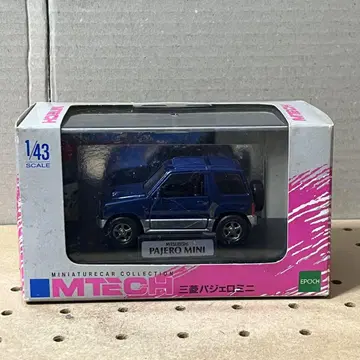 MTECH
1/43
SCALE
MITSUBISHI
PAJERO MINI
MINIATURECAR COLLECTION
MTECH 三菱パジェロミニ
EPOCH